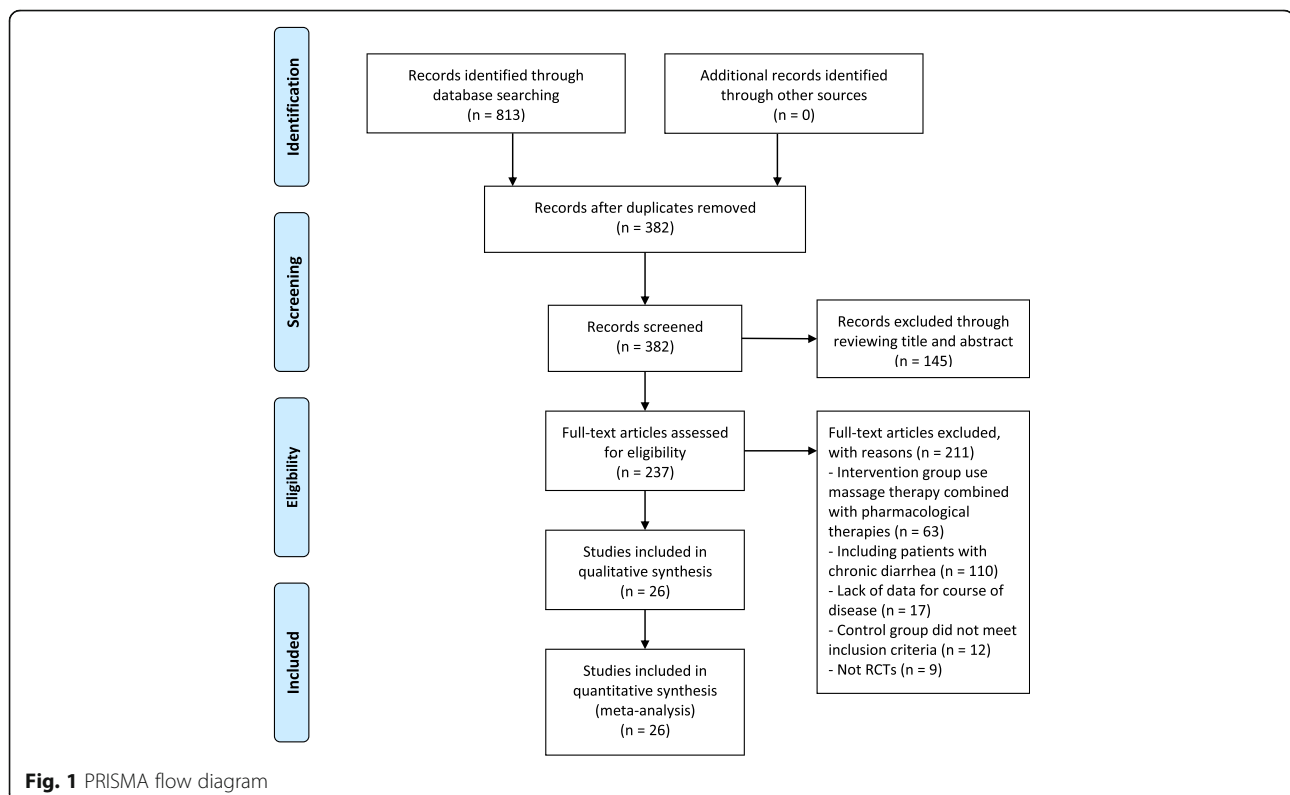 Identification
Records identified through
database searching
(n = 813)
Additional records identified
through other sources
(n = 0)
Records after duplicates removed
(n = 382)
Screening
Records screened
(n = 382)
Records excluded through
reviewing title and abstract
(n = 145)
Eligibility
Full-text articles assessed
for eligibility
(n = 237)
Full-text articles excluded,
with reasons (n = 211)
- Intervention group use
massage therapy combined
with pharmacological
therapies (n = 63)
- Including patients with
chronic diarrhea (n = 110)
- Lack of data for course of
disease (n = 17)
- Control group did not meet
inclusion criteria (n = 12)
- Not RCTs (n = 9)
Studies included in
qualitative synthesis
(n = 26)
Included
Studies included in
quantitative synthesis
(meta-analysis)
(n = 26)
Fig. 1 PRISMA flow diagram